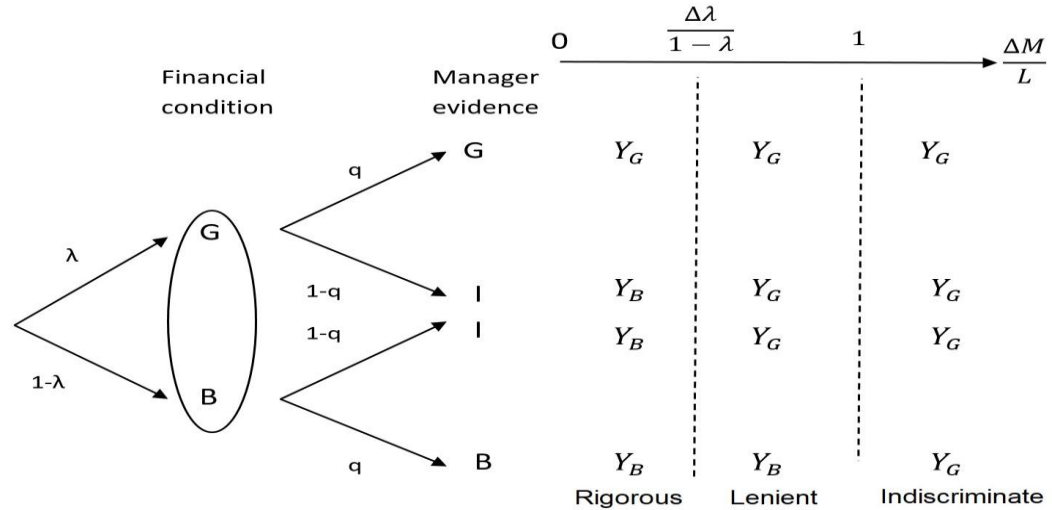 0 Δλ / 1 − λ 1 ΔM / L
Financial condition
Manager evidence
G Y_G Y_G Y_G
q
G
λ
1-q I Y_B Y_G Y_G
1-q I Y_B Y_G Y_G
1-λ
B
q
B Y_B Y_B Y_G
Rigorous Lenient Indiscriminate